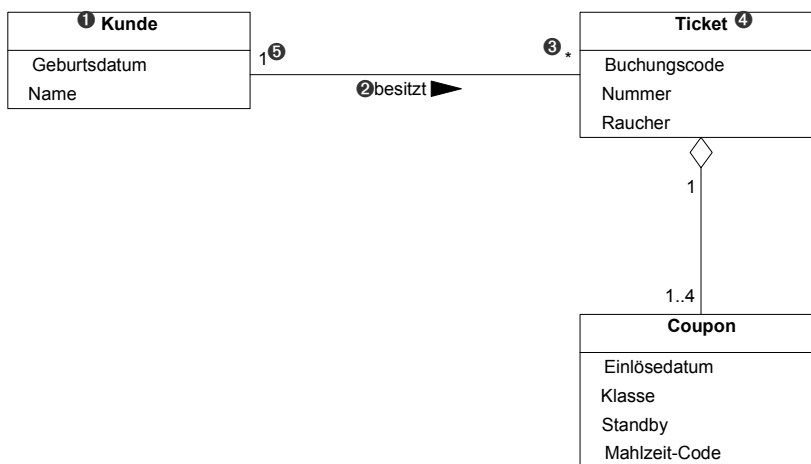 ❶ Kunde
Geburtsdatum
Name
1❺
❷besitzt
❸ *
Ticket ❹
Buchungscode
Nummer
Raucher
1
1..4
Coupon
Einlösedatum
Klasse
Standby
Mahlzeit-Code